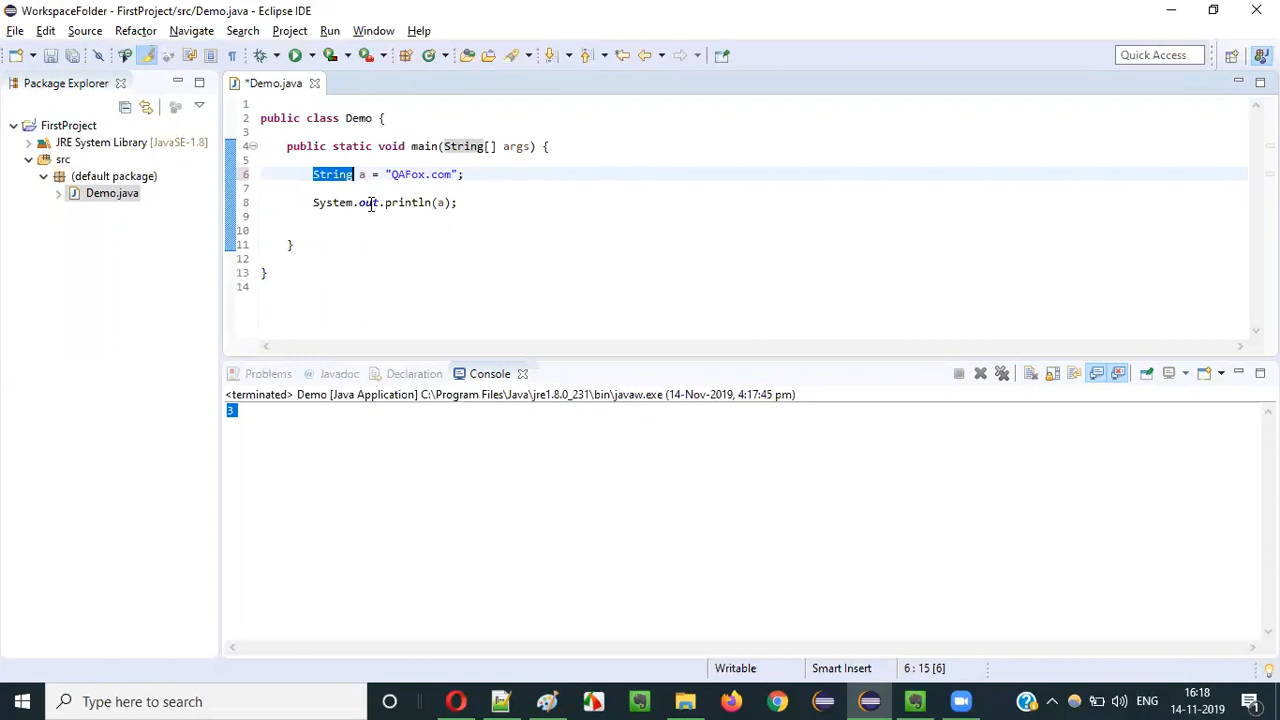 WorkspaceFolder - FirstProject/src/Demo.java - Eclipse IDE
File Edit Source Refactor Navigate Search Project Run Window Help
Quick Access
Package Explorer
*Demo.java
FirstProject
JRE System Library [JavaSE-1.8]
src
(default package)
Demo.java
1
2 public class Demo {
3
4 public static void main(String[] args) {
5
6 String a = "QAFox.com";
7
8 System.out.println(a);
9
10
11 }
12
13 }
14
Problems @ Javadoc Declaration Console
<terminated> Demo [Java Application] C:\Program Files\Java\jre1.8.0_231\bin\javaw.exe (14-Nov-2019, 4:17:45 pm)
3
Writable Smart Insert 6 : 15 [6]
Type here to search
ENG
16:18
14-11-2019